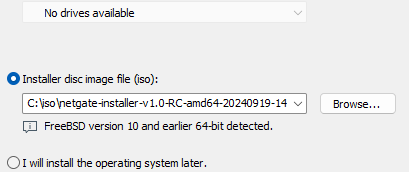 No drives available
Installer disc image file (iso):
C:\iso\netgate-installer-v1.0-RC-amd64-20240919-14
Browse...
FreeBSD version 10 and earlier 64-bit detected.
I will install the operating system later.